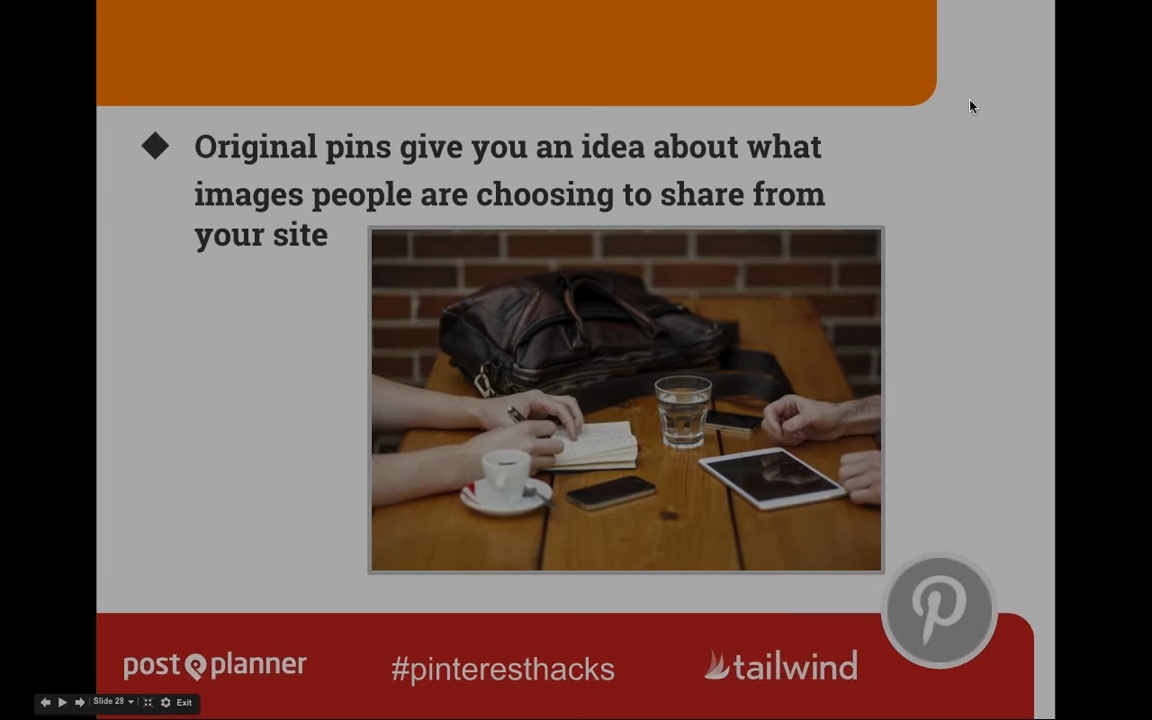 Original pins give you an idea about what
images people are choosing to share from
your site
post planner
#pinteresthacks
tailwind
Slide 28
Exit